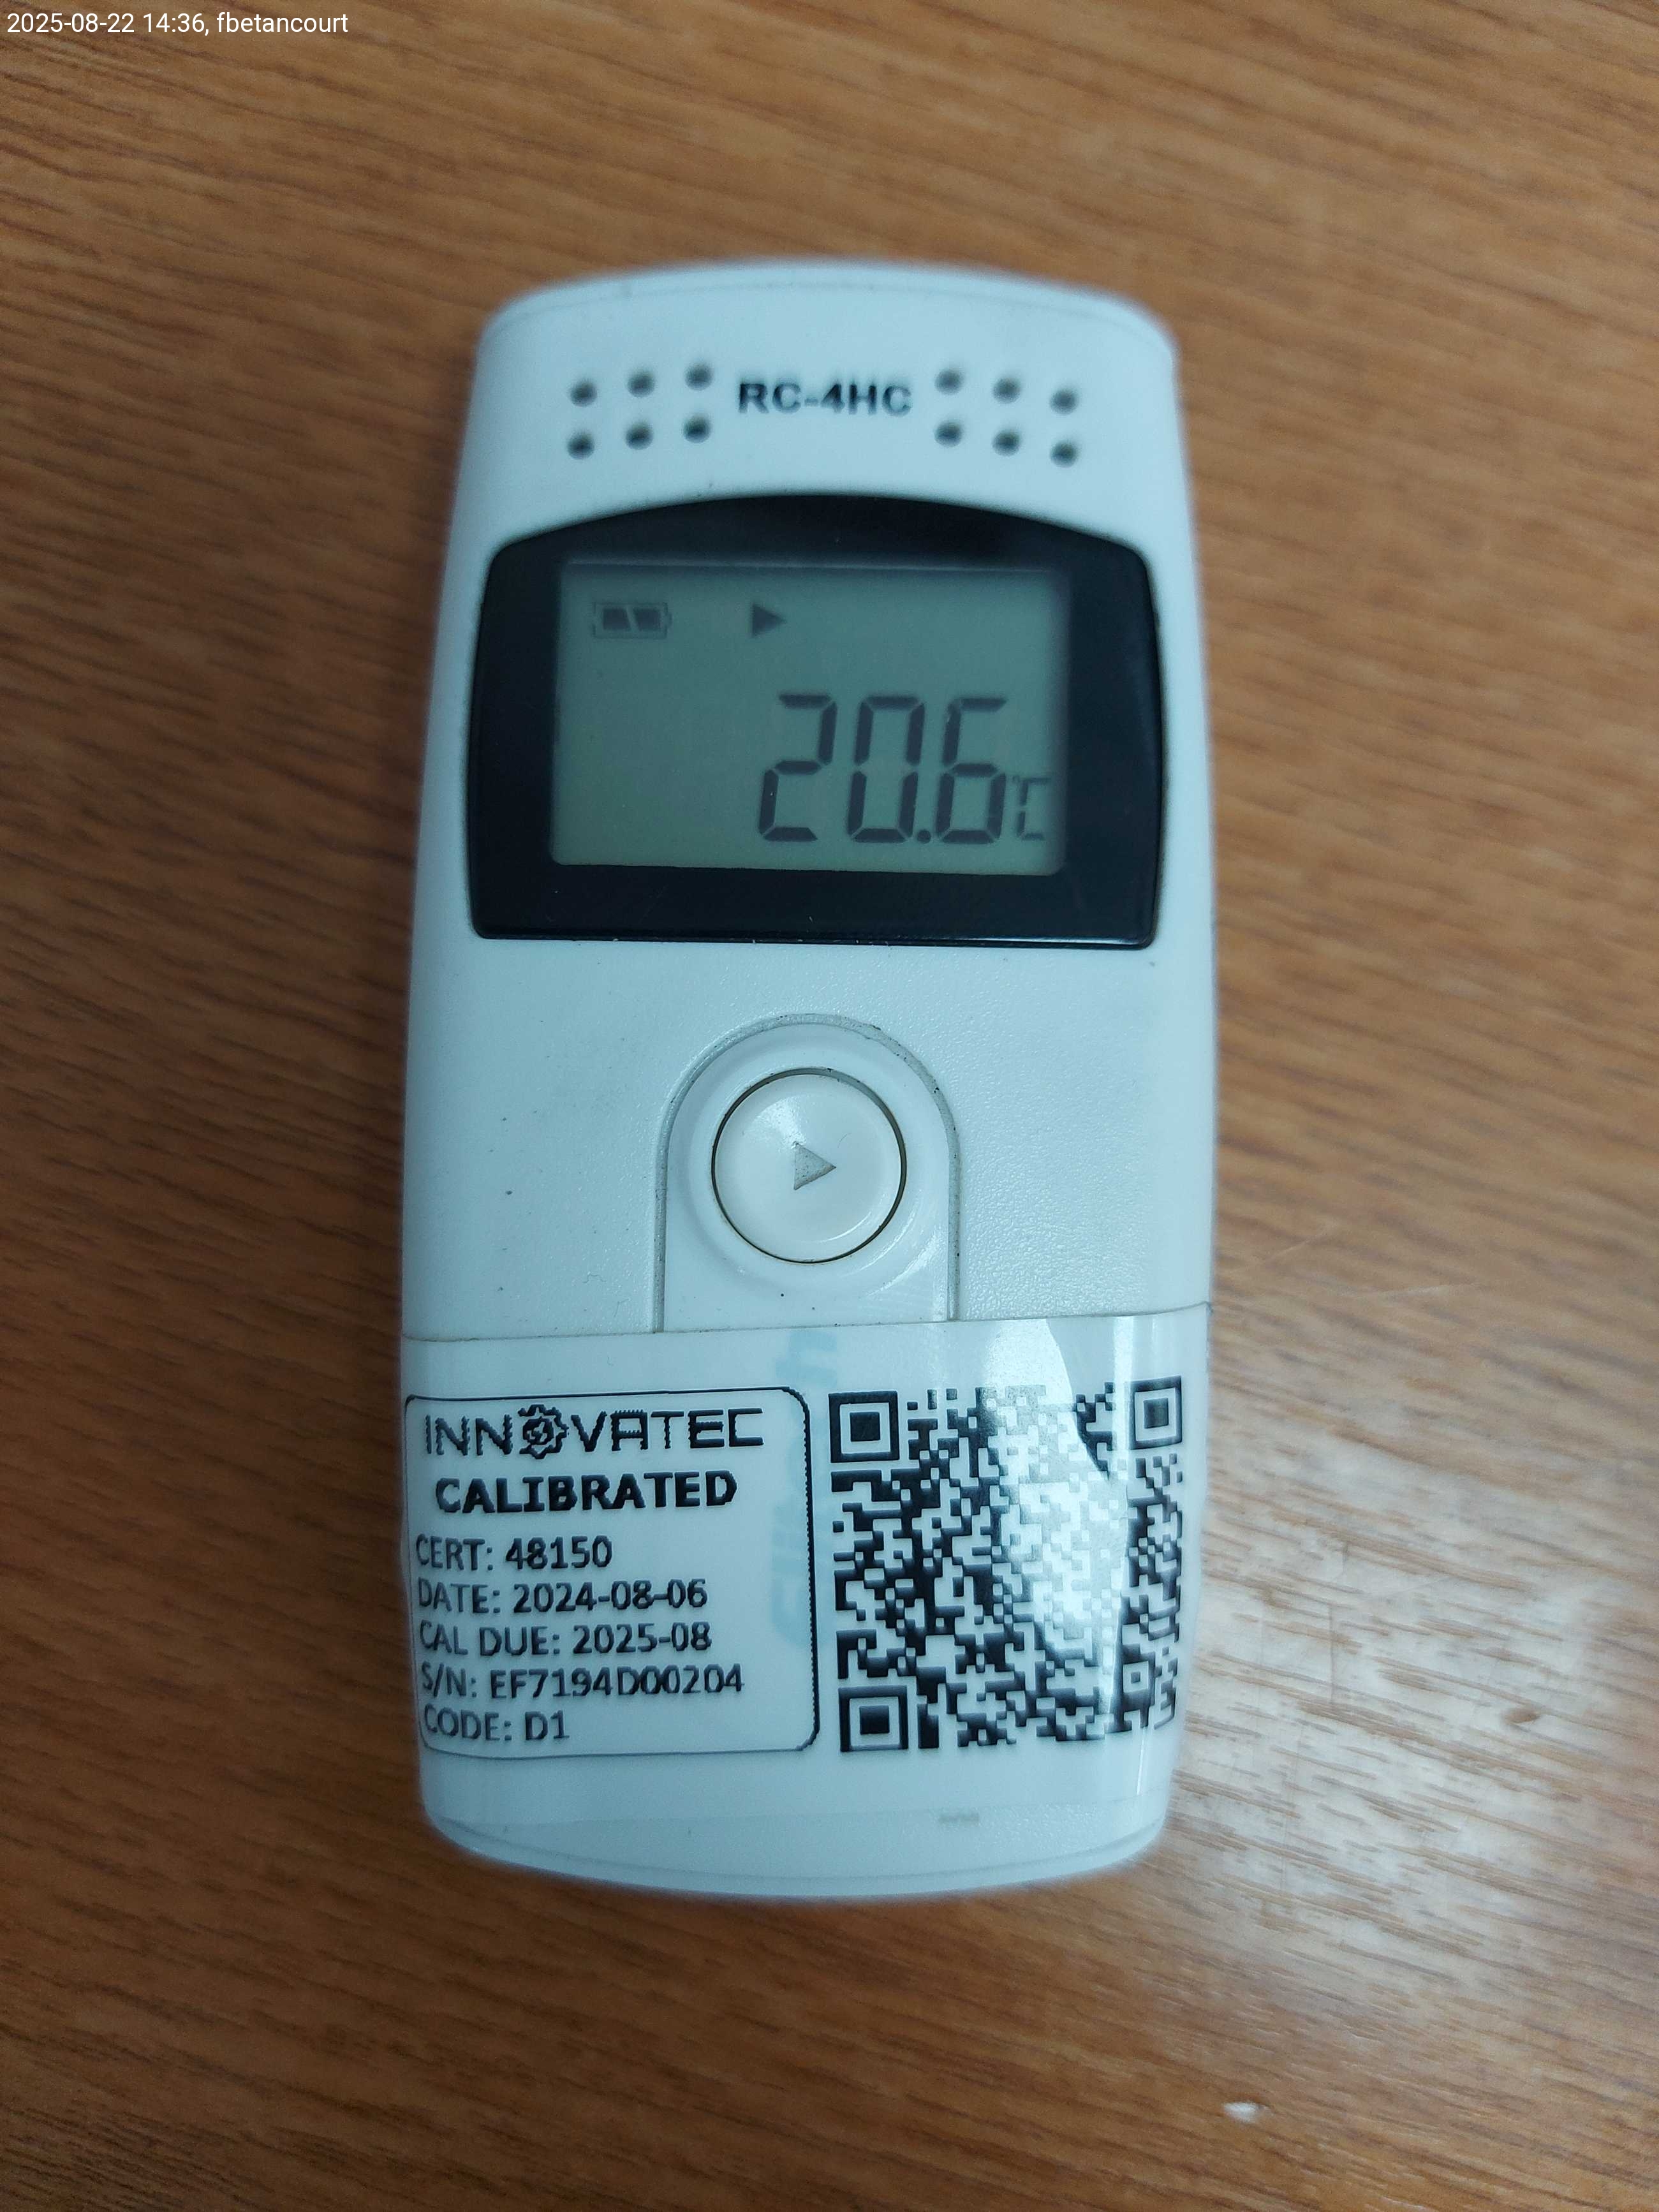 2025-08-22 14:36, fbetancourt
RC-4HC
20.6°C
INNOVATEC
CALIBRATED
CERT: 48150
DATE: 2024-08-06
CAL DUE: 2025-08
S/N: EF7194D00204
CODE: D1